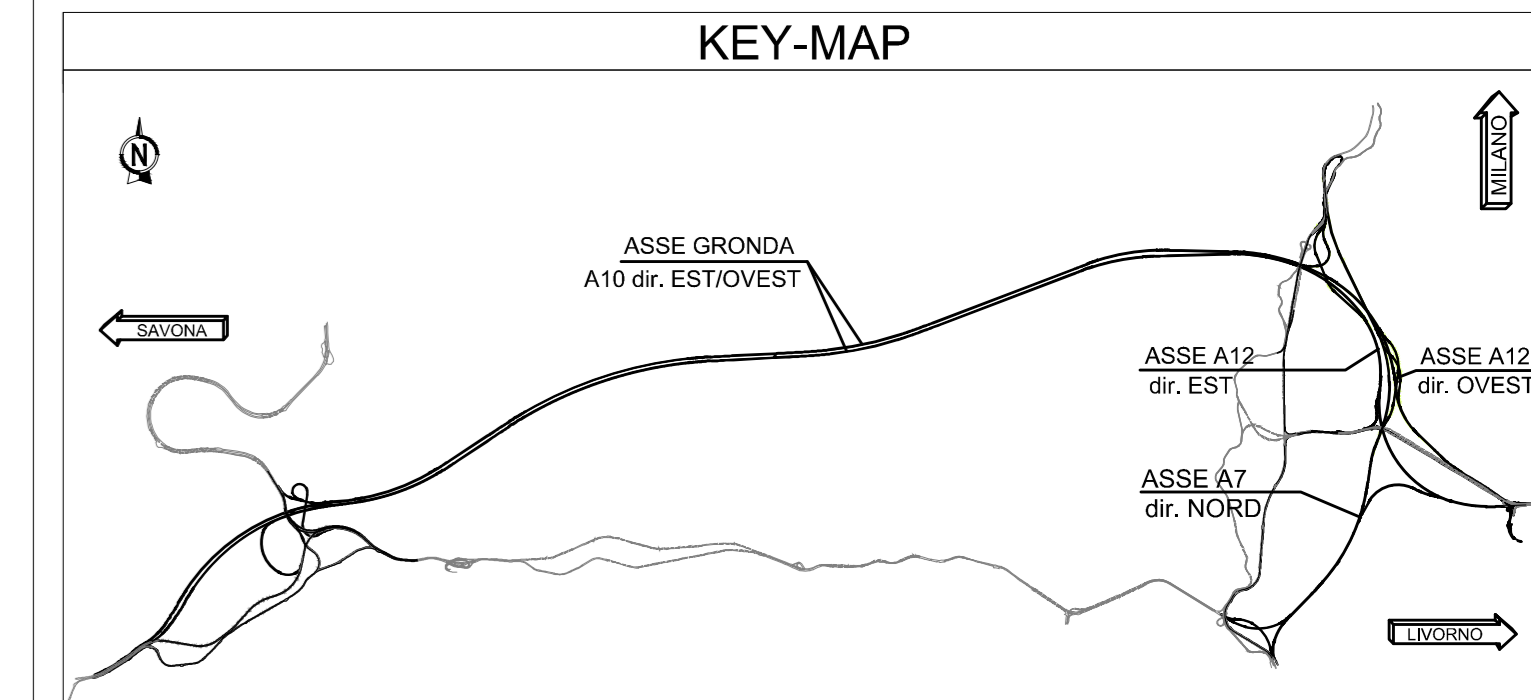 KEY-MAP
N
MILANO
ASSE GRONDA
A10 dir. EST/OVEST
SAVONA
ASSE A12
dir. EST
ASSE A12
dir. OVEST
ASSE A7
dir. NORD
LIVORNO